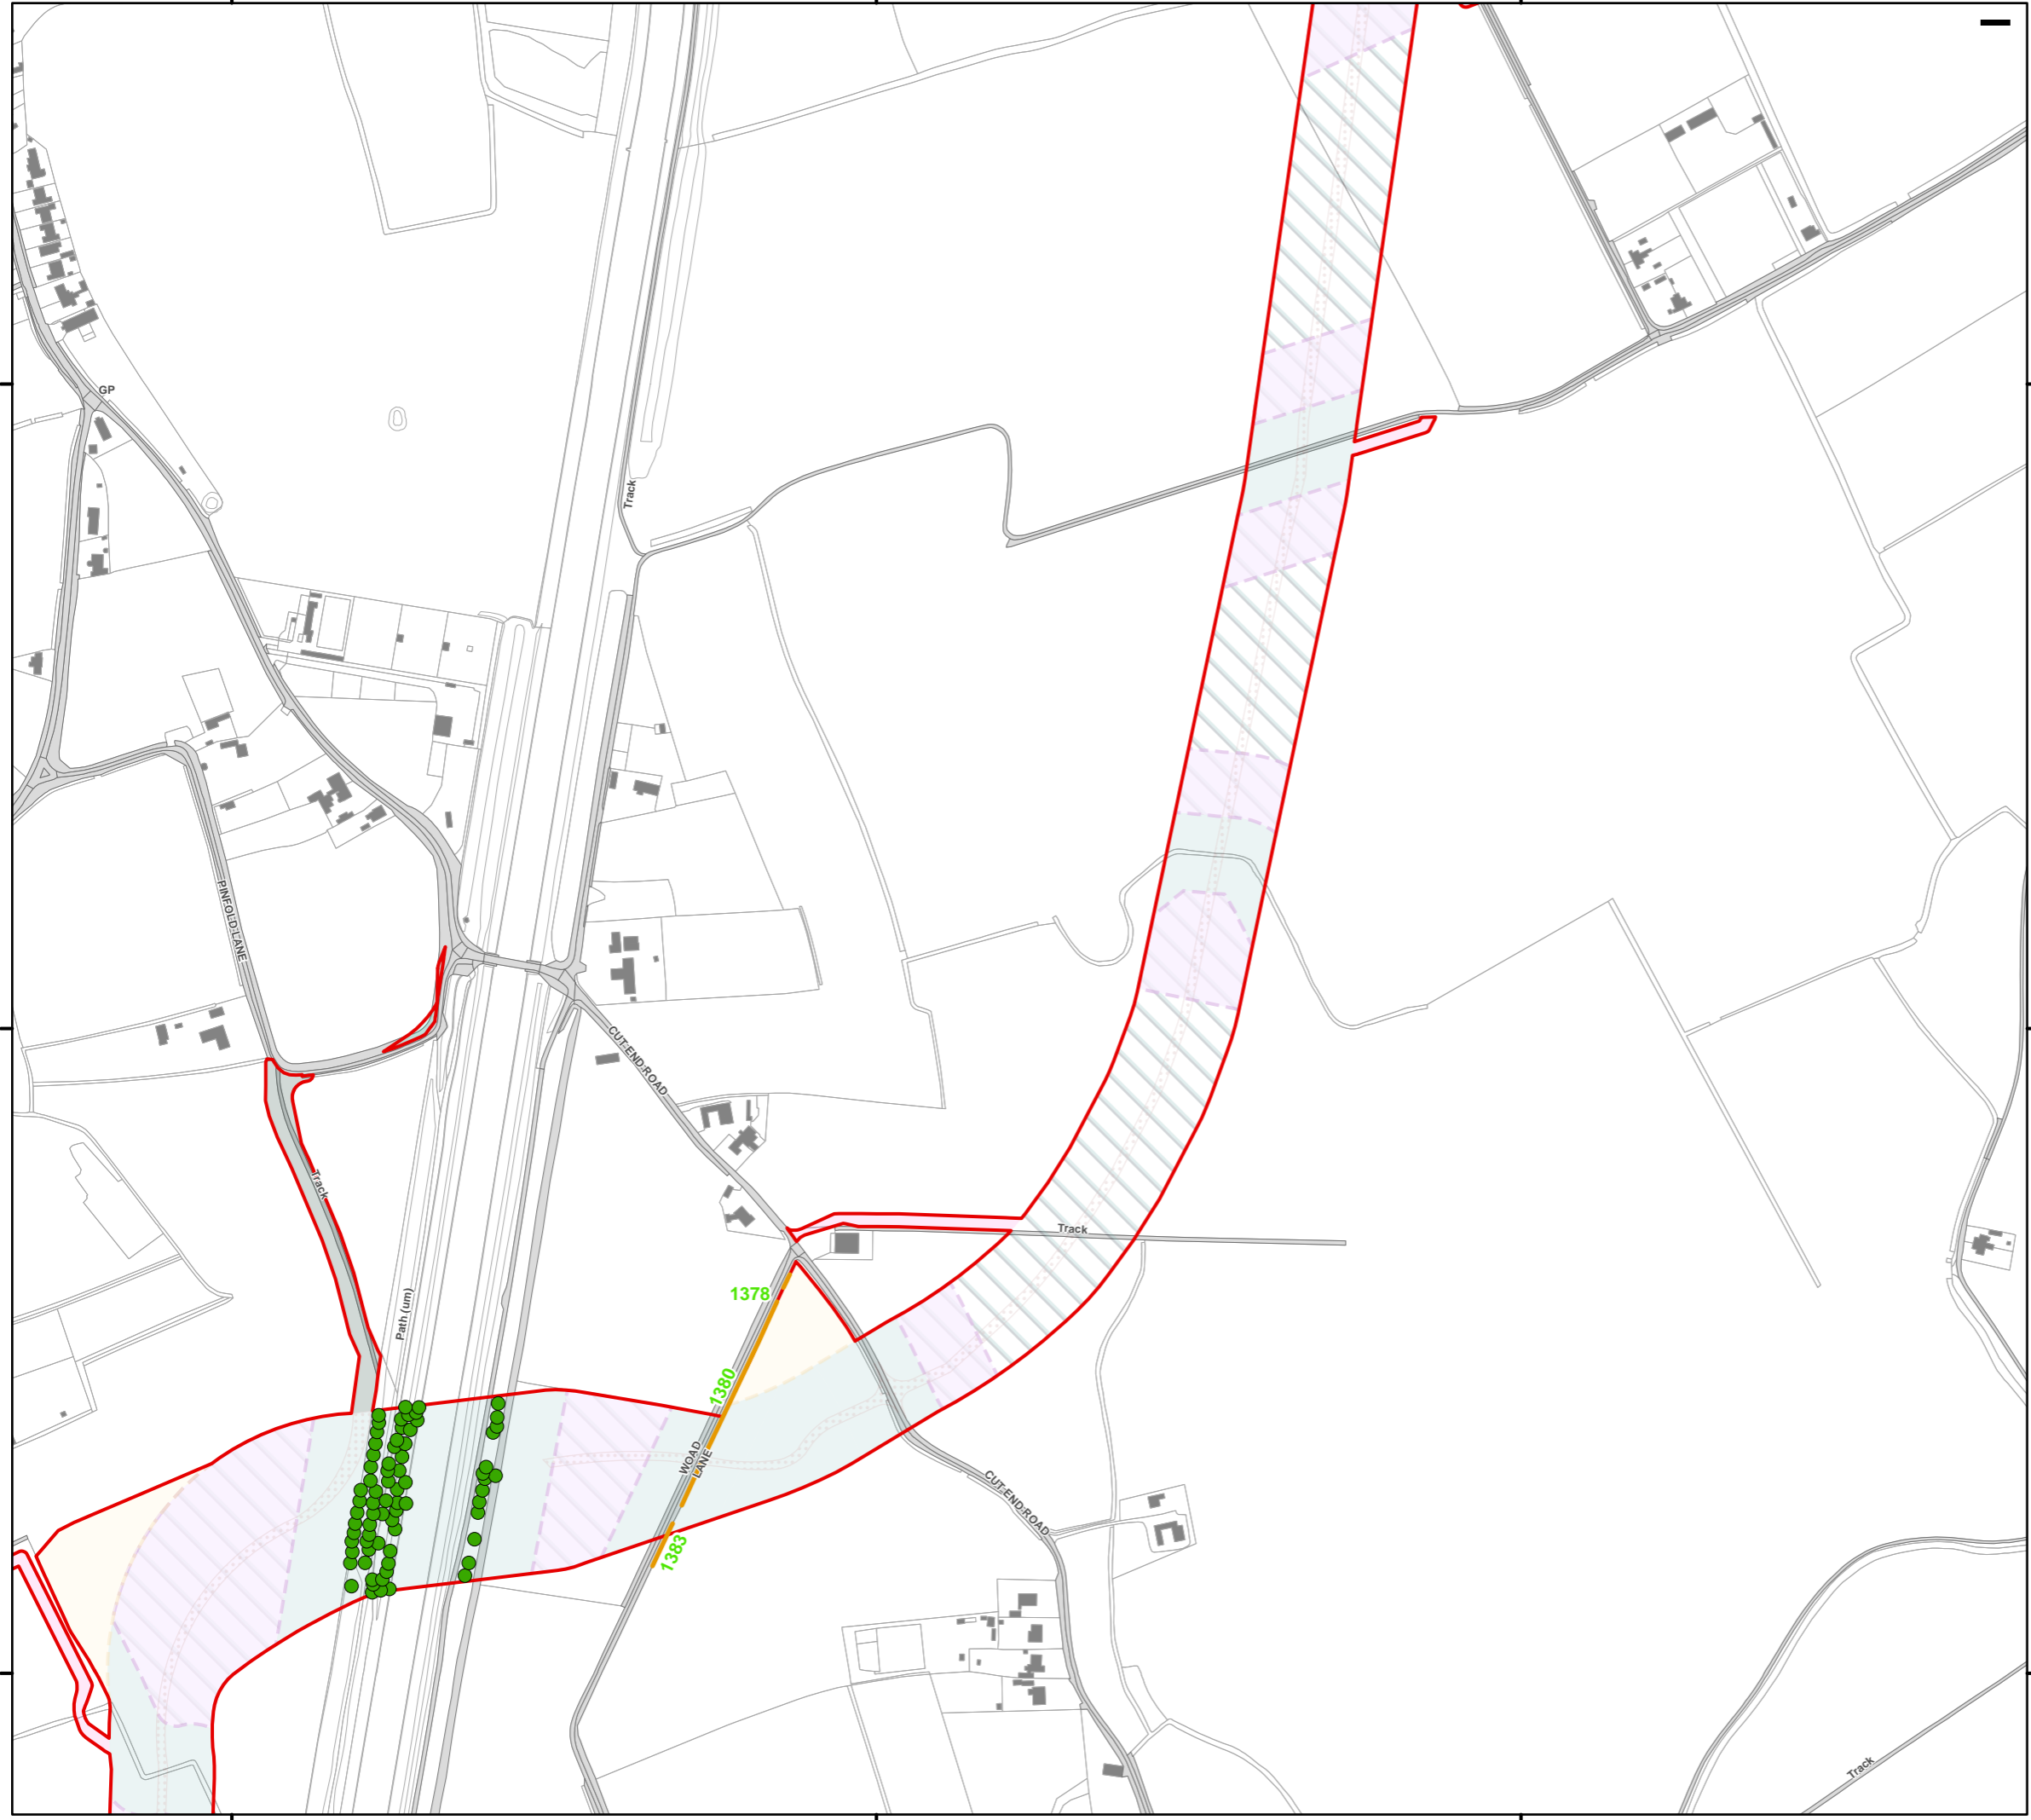 GP
Track
PINFOLD LANE
CUT END ROAD
Track
Track
Path (um)
1378
1380
WOAD
LANE
CUT END ROAD
1383
Track